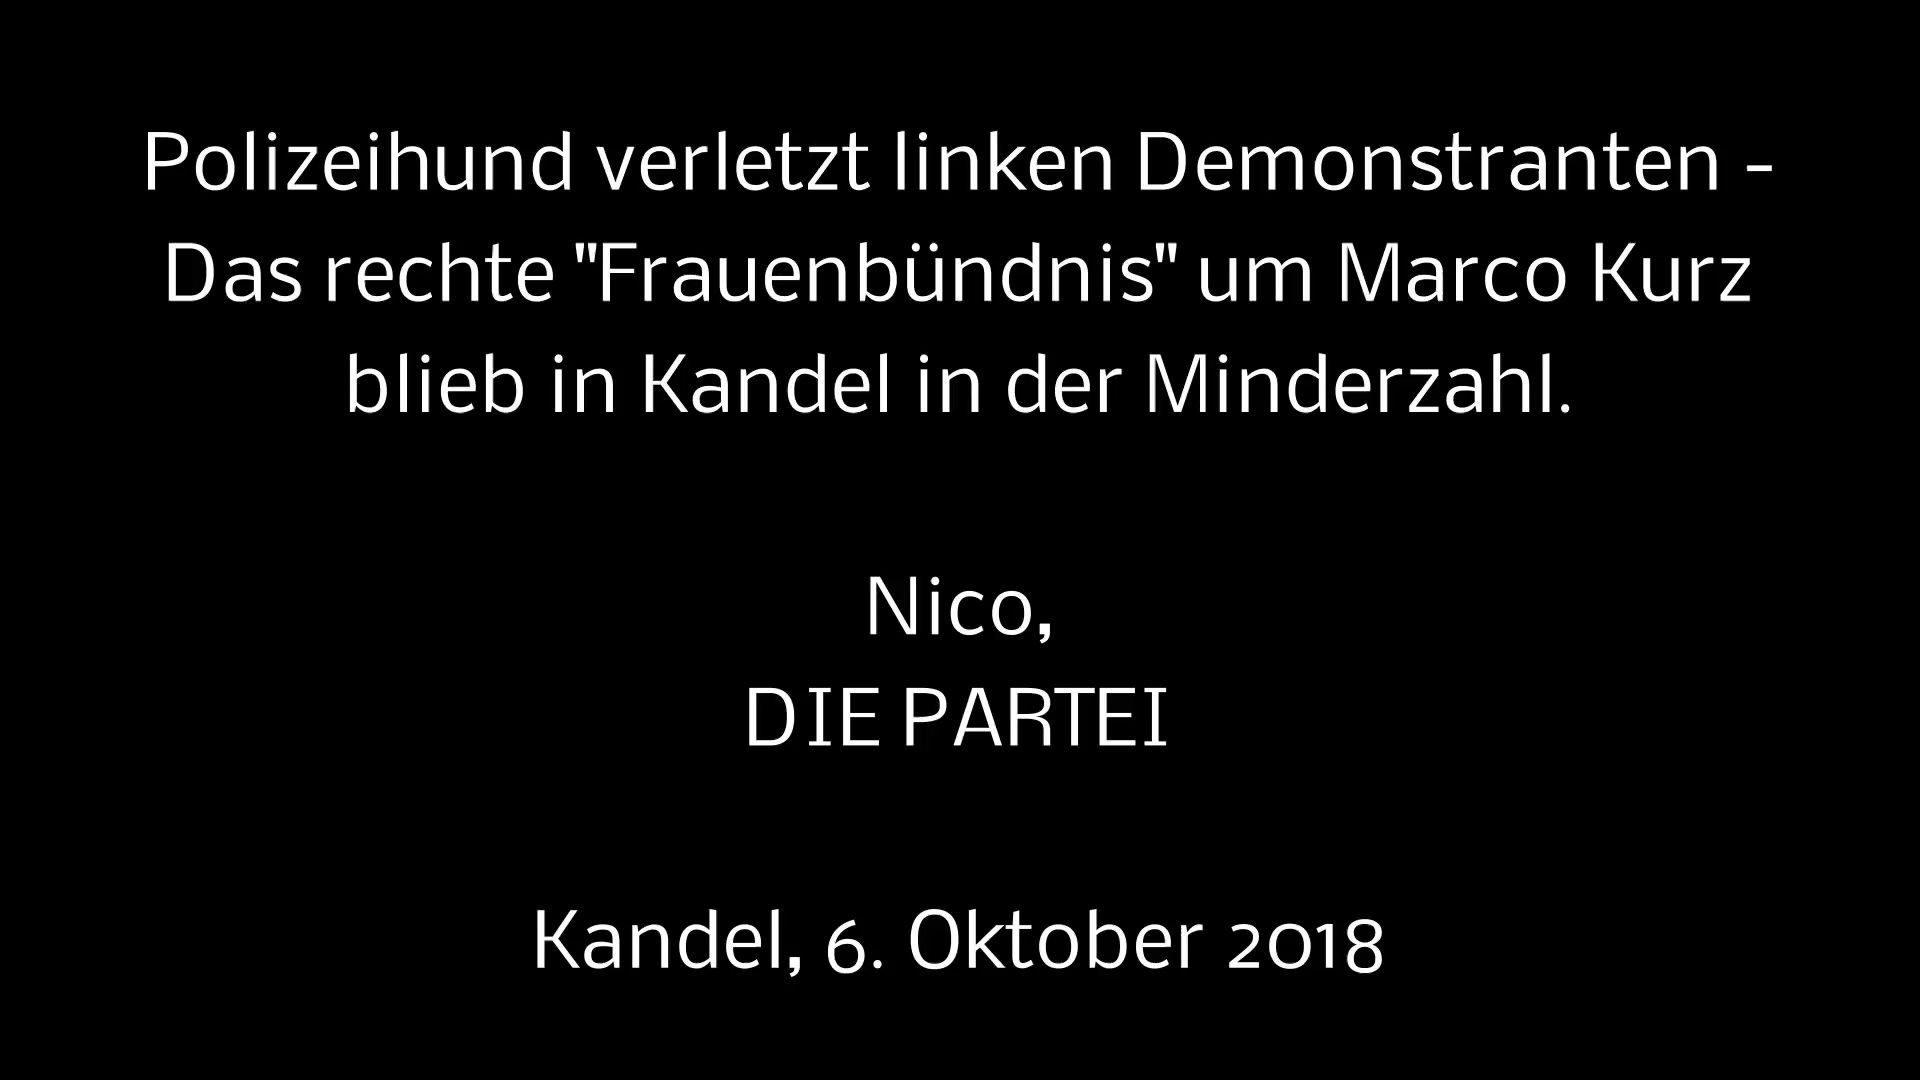 Polizeihund verletzt linken Demonstranten -
Das rechte "Frauenbündnis" um Marco Kurz
blieb in Kandel in der Minderzahl.
Nico,
DIE PARTEI
Kandel, 6. Oktober 2018